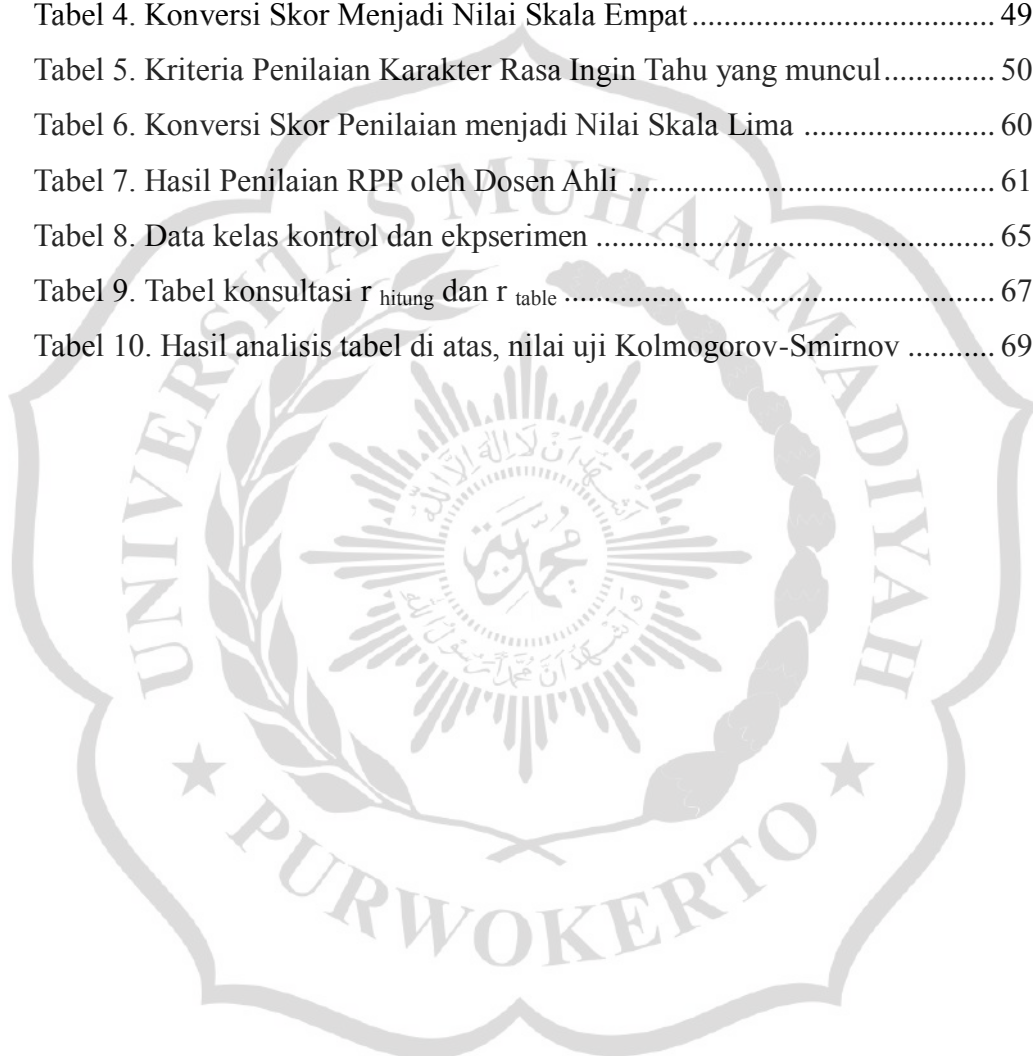 Tabel 4. Konversi Skor Menjadi Nilai Skala Empat .................................. 49
Tabel 5. Kriteria Penilaian Karakter Rasa Ingin Tahu yang muncul.............. 50
Tabel 6. Konversi Skor Penilaian menjadi Nilai Skala Lima ...................... 60
Tabel 7. Hasil Penilaian RPP oleh Dosen Ahli .......................................... 61
Tabel 8. Data kelas kontrol dan ekpserimen .............................................. 65
Tabel 9. Tabel konsultasi r hitung dan r table ................................................. 67
Tabel 10. Hasil analisis tabel di atas, nilai uji Kolmogorov-Smirnov ........... 69
UNIVERSITAS MUHAMMADIYAH
PURWOKERTO